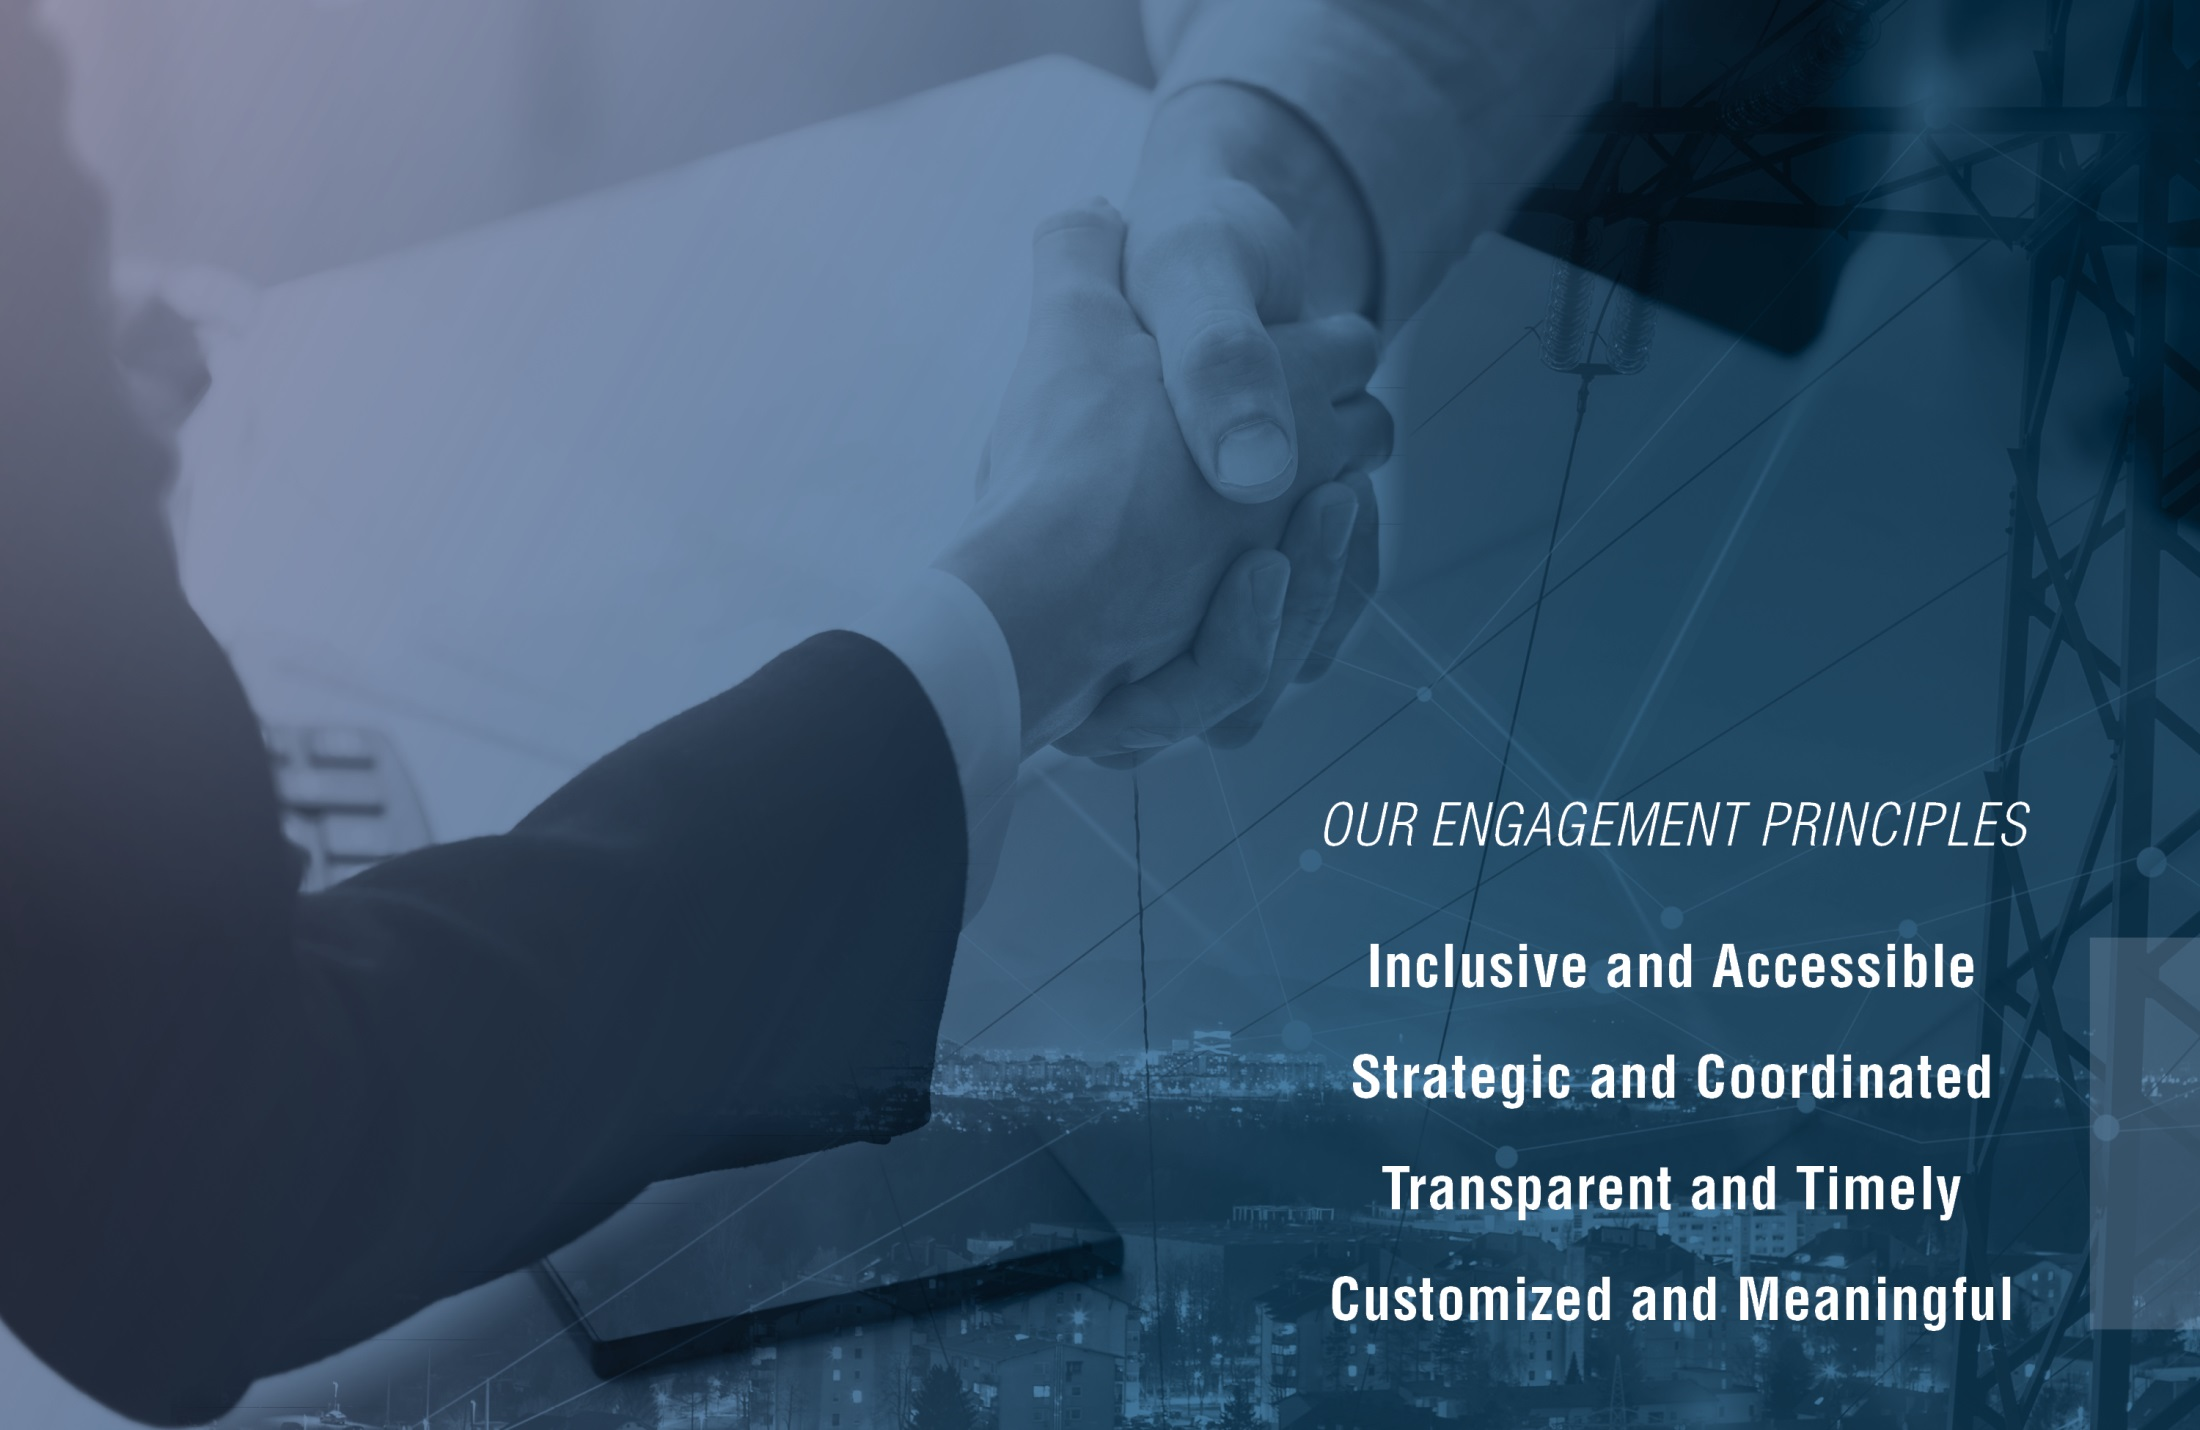 OUR ENGAGEMENT PRINCIPLES
Inclusive and Accessible
Strategic and Coordinated
Transparent and Timely
Customized and Meaningful